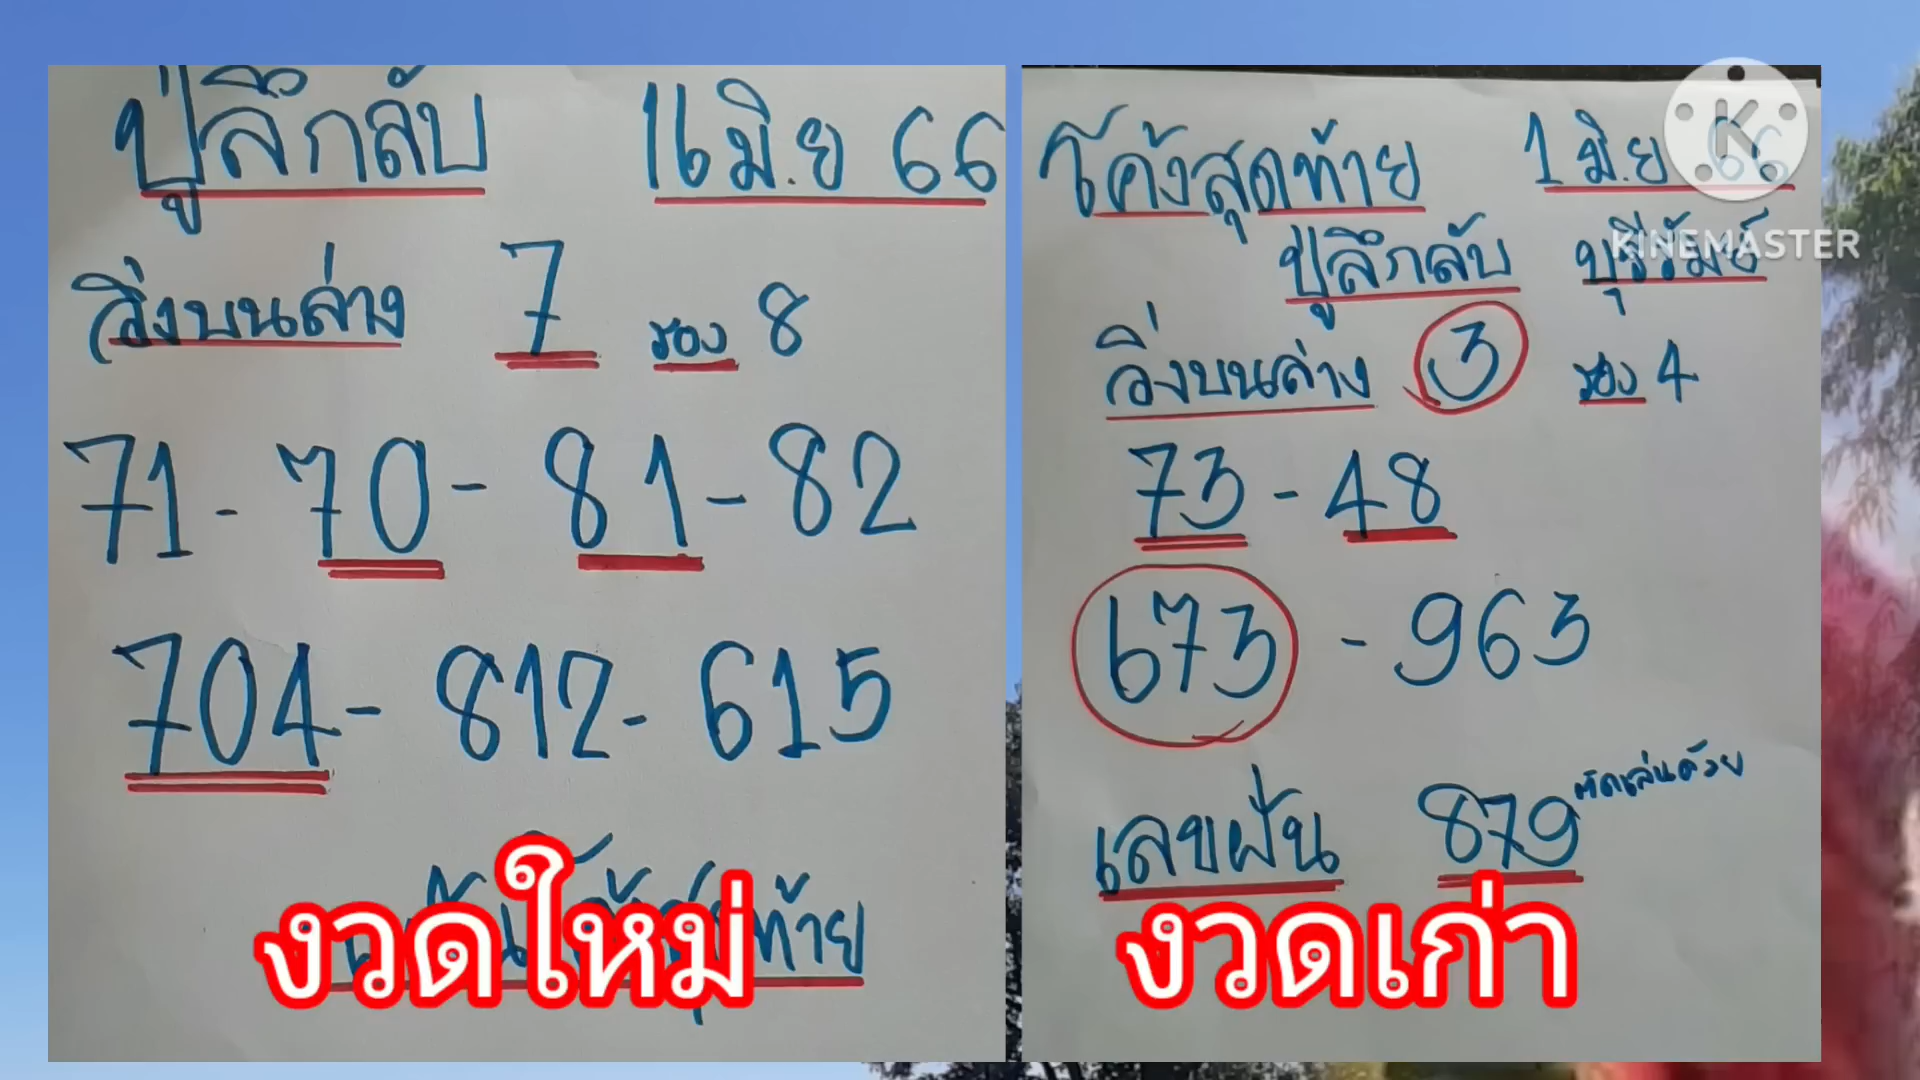 ปู่ลึกลับ 16 มิ.ย 66
วิ่งบนล่าง 7 รอง 8
71 - 70 - 81 - 82
704 - 812 - 615
ท้าย
งวดใหม่
โค้งสุดท้าย 1 มิ.ย 66
ปู่ลึกลับ บุรีรัมย์
KINEMASTER
วิ่งบนล่าง 3 รอง 4
73 - 48
673 - 963
เลขฝัน 879 คัดเล่นด้วย
งวดเก่า